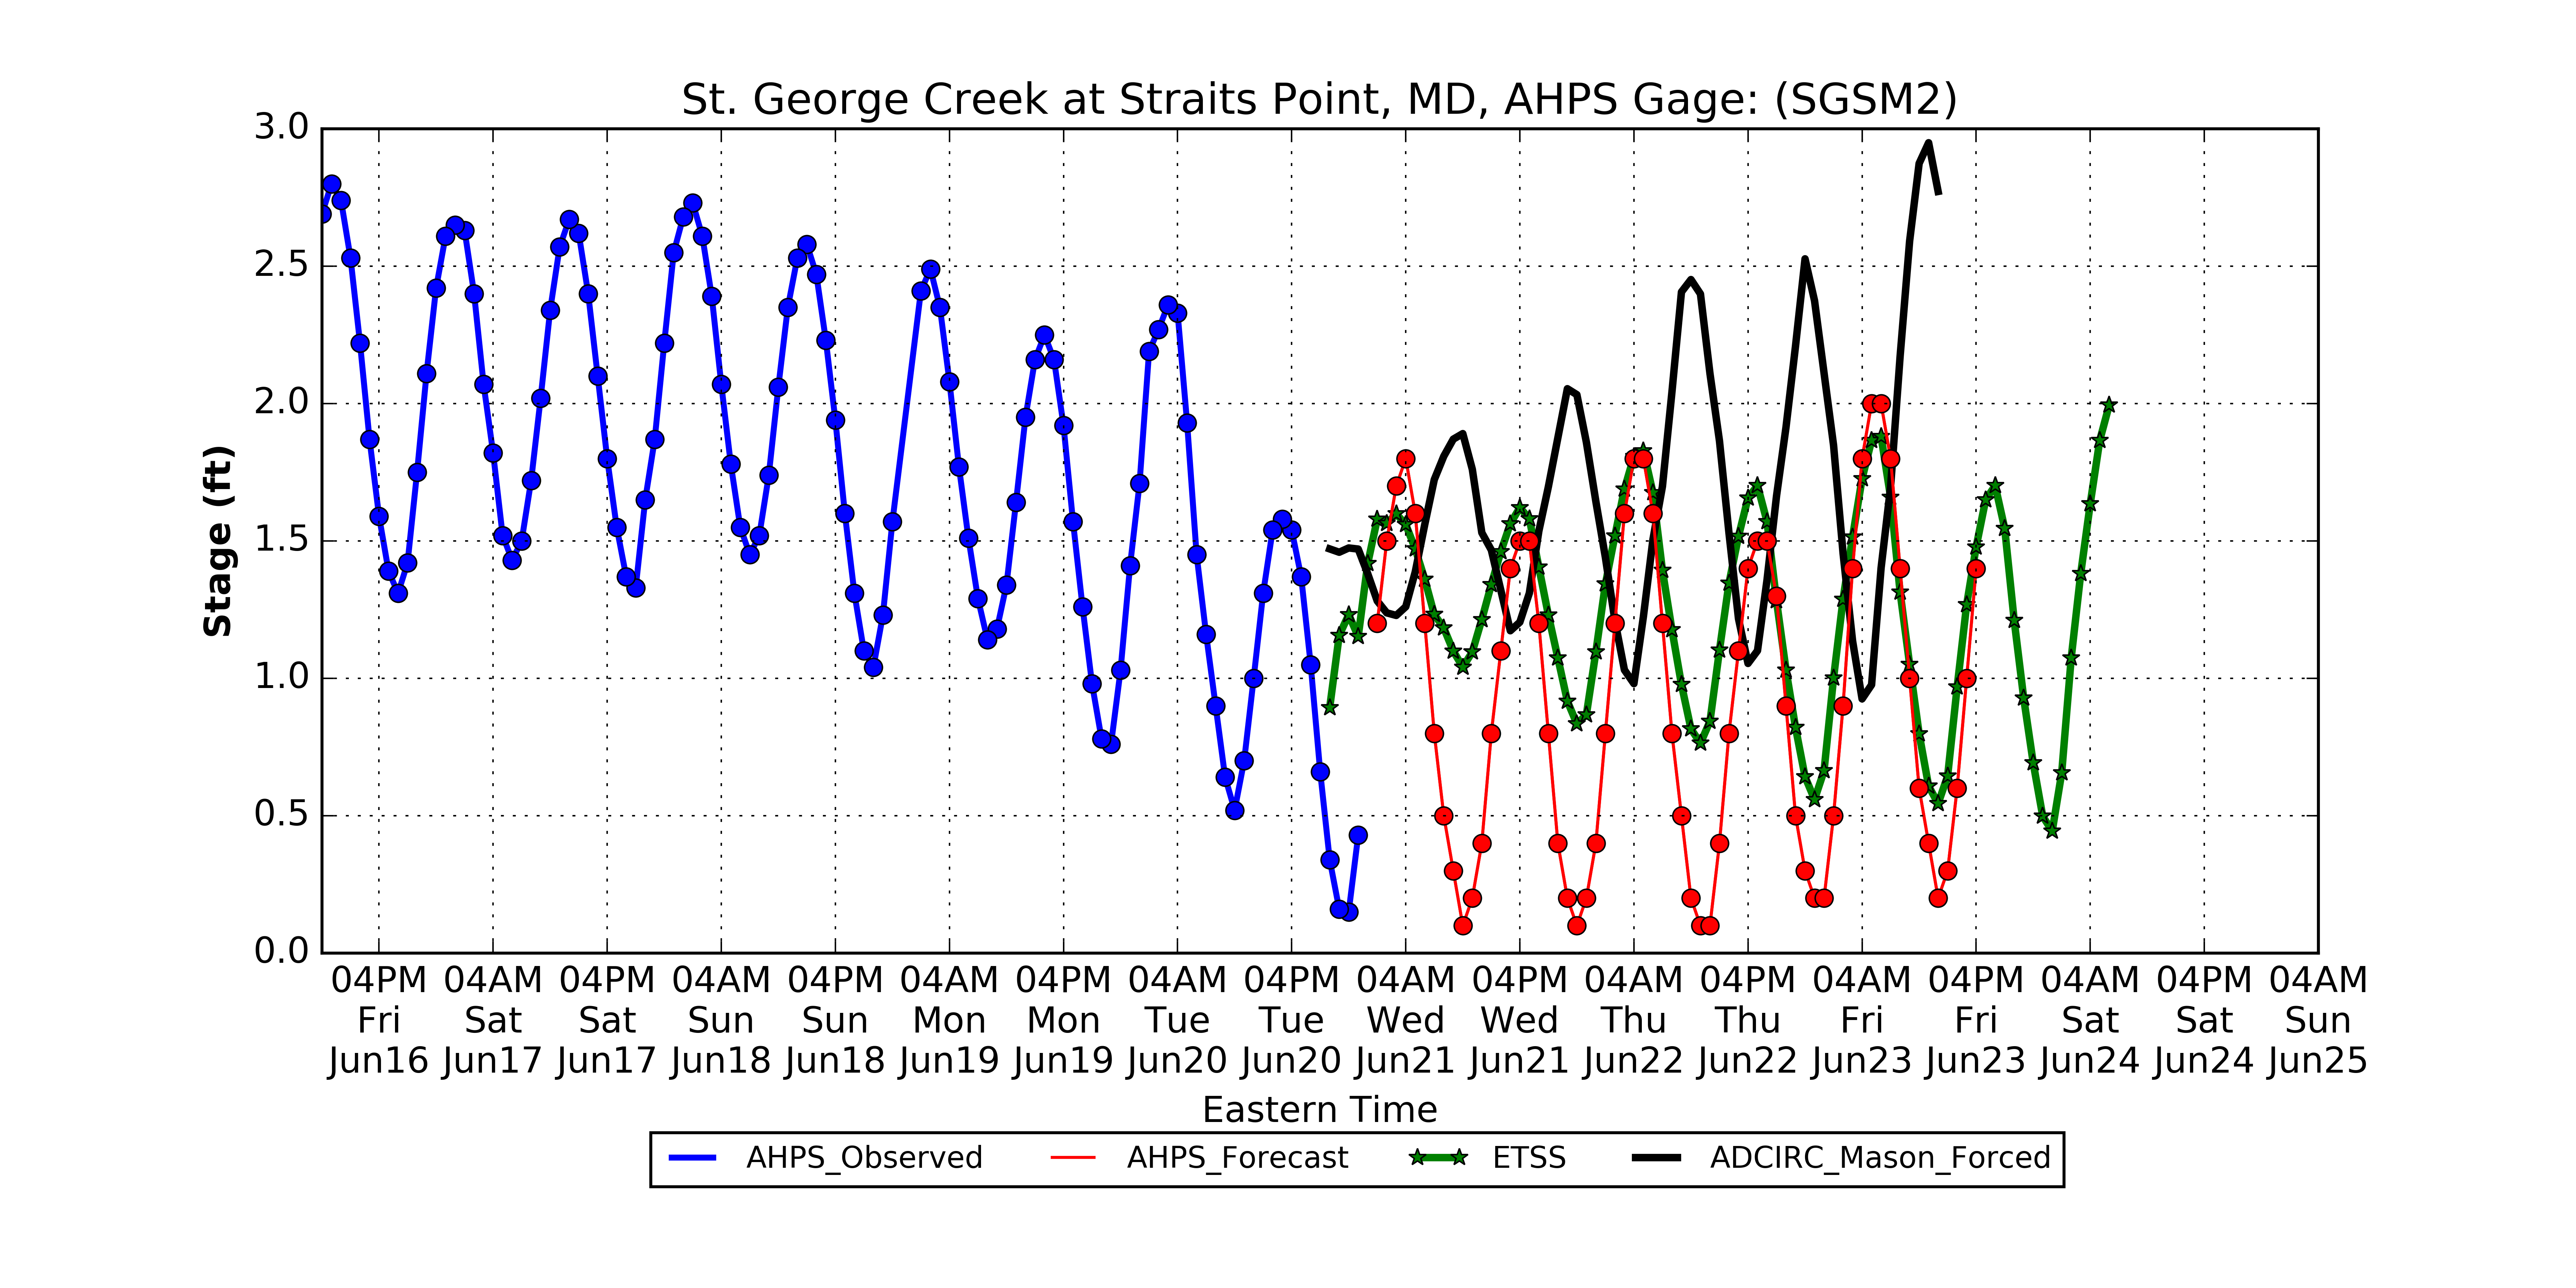 St. George Creek at Straits Point, MD, AHPS Gage: (SGSM2)
3.0
2.5
2.0
1.5
1.0
0.5
0.0
Stage (ft)
04PM 04AM 04PM 04AM 04PM 04AM 04PM 04AM 04PM 04AM 04PM 04AM 04PM 04AM 04PM 04AM 04PM 04AM
Fri Sat Sat Sun Sun Mon Mon Tue Tue Wed Wed Thu Thu Fri Fri Sat Sat Sun
Jun16 Jun17 Jun17 Jun18 Jun18 Jun19 Jun19 Jun20 Jun20 Jun21 Jun21 Jun22 Jun22 Jun23 Jun23 Jun24 Jun24 Jun25
Eastern Time
AHPS_Observed AHPS_Forecast ETSS ADCIRC_Mason_Forced